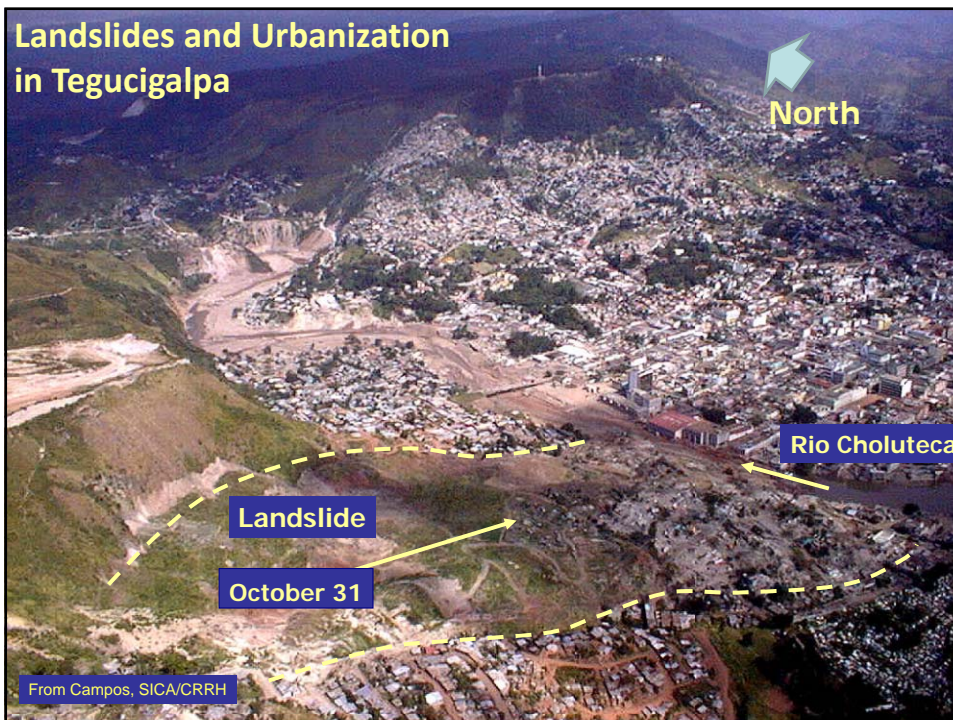 Landslides and Urbanization
in Tegucigalpa
North
Rio Choluteca
Landslide
October 31
From Campos, SICA/CRRH